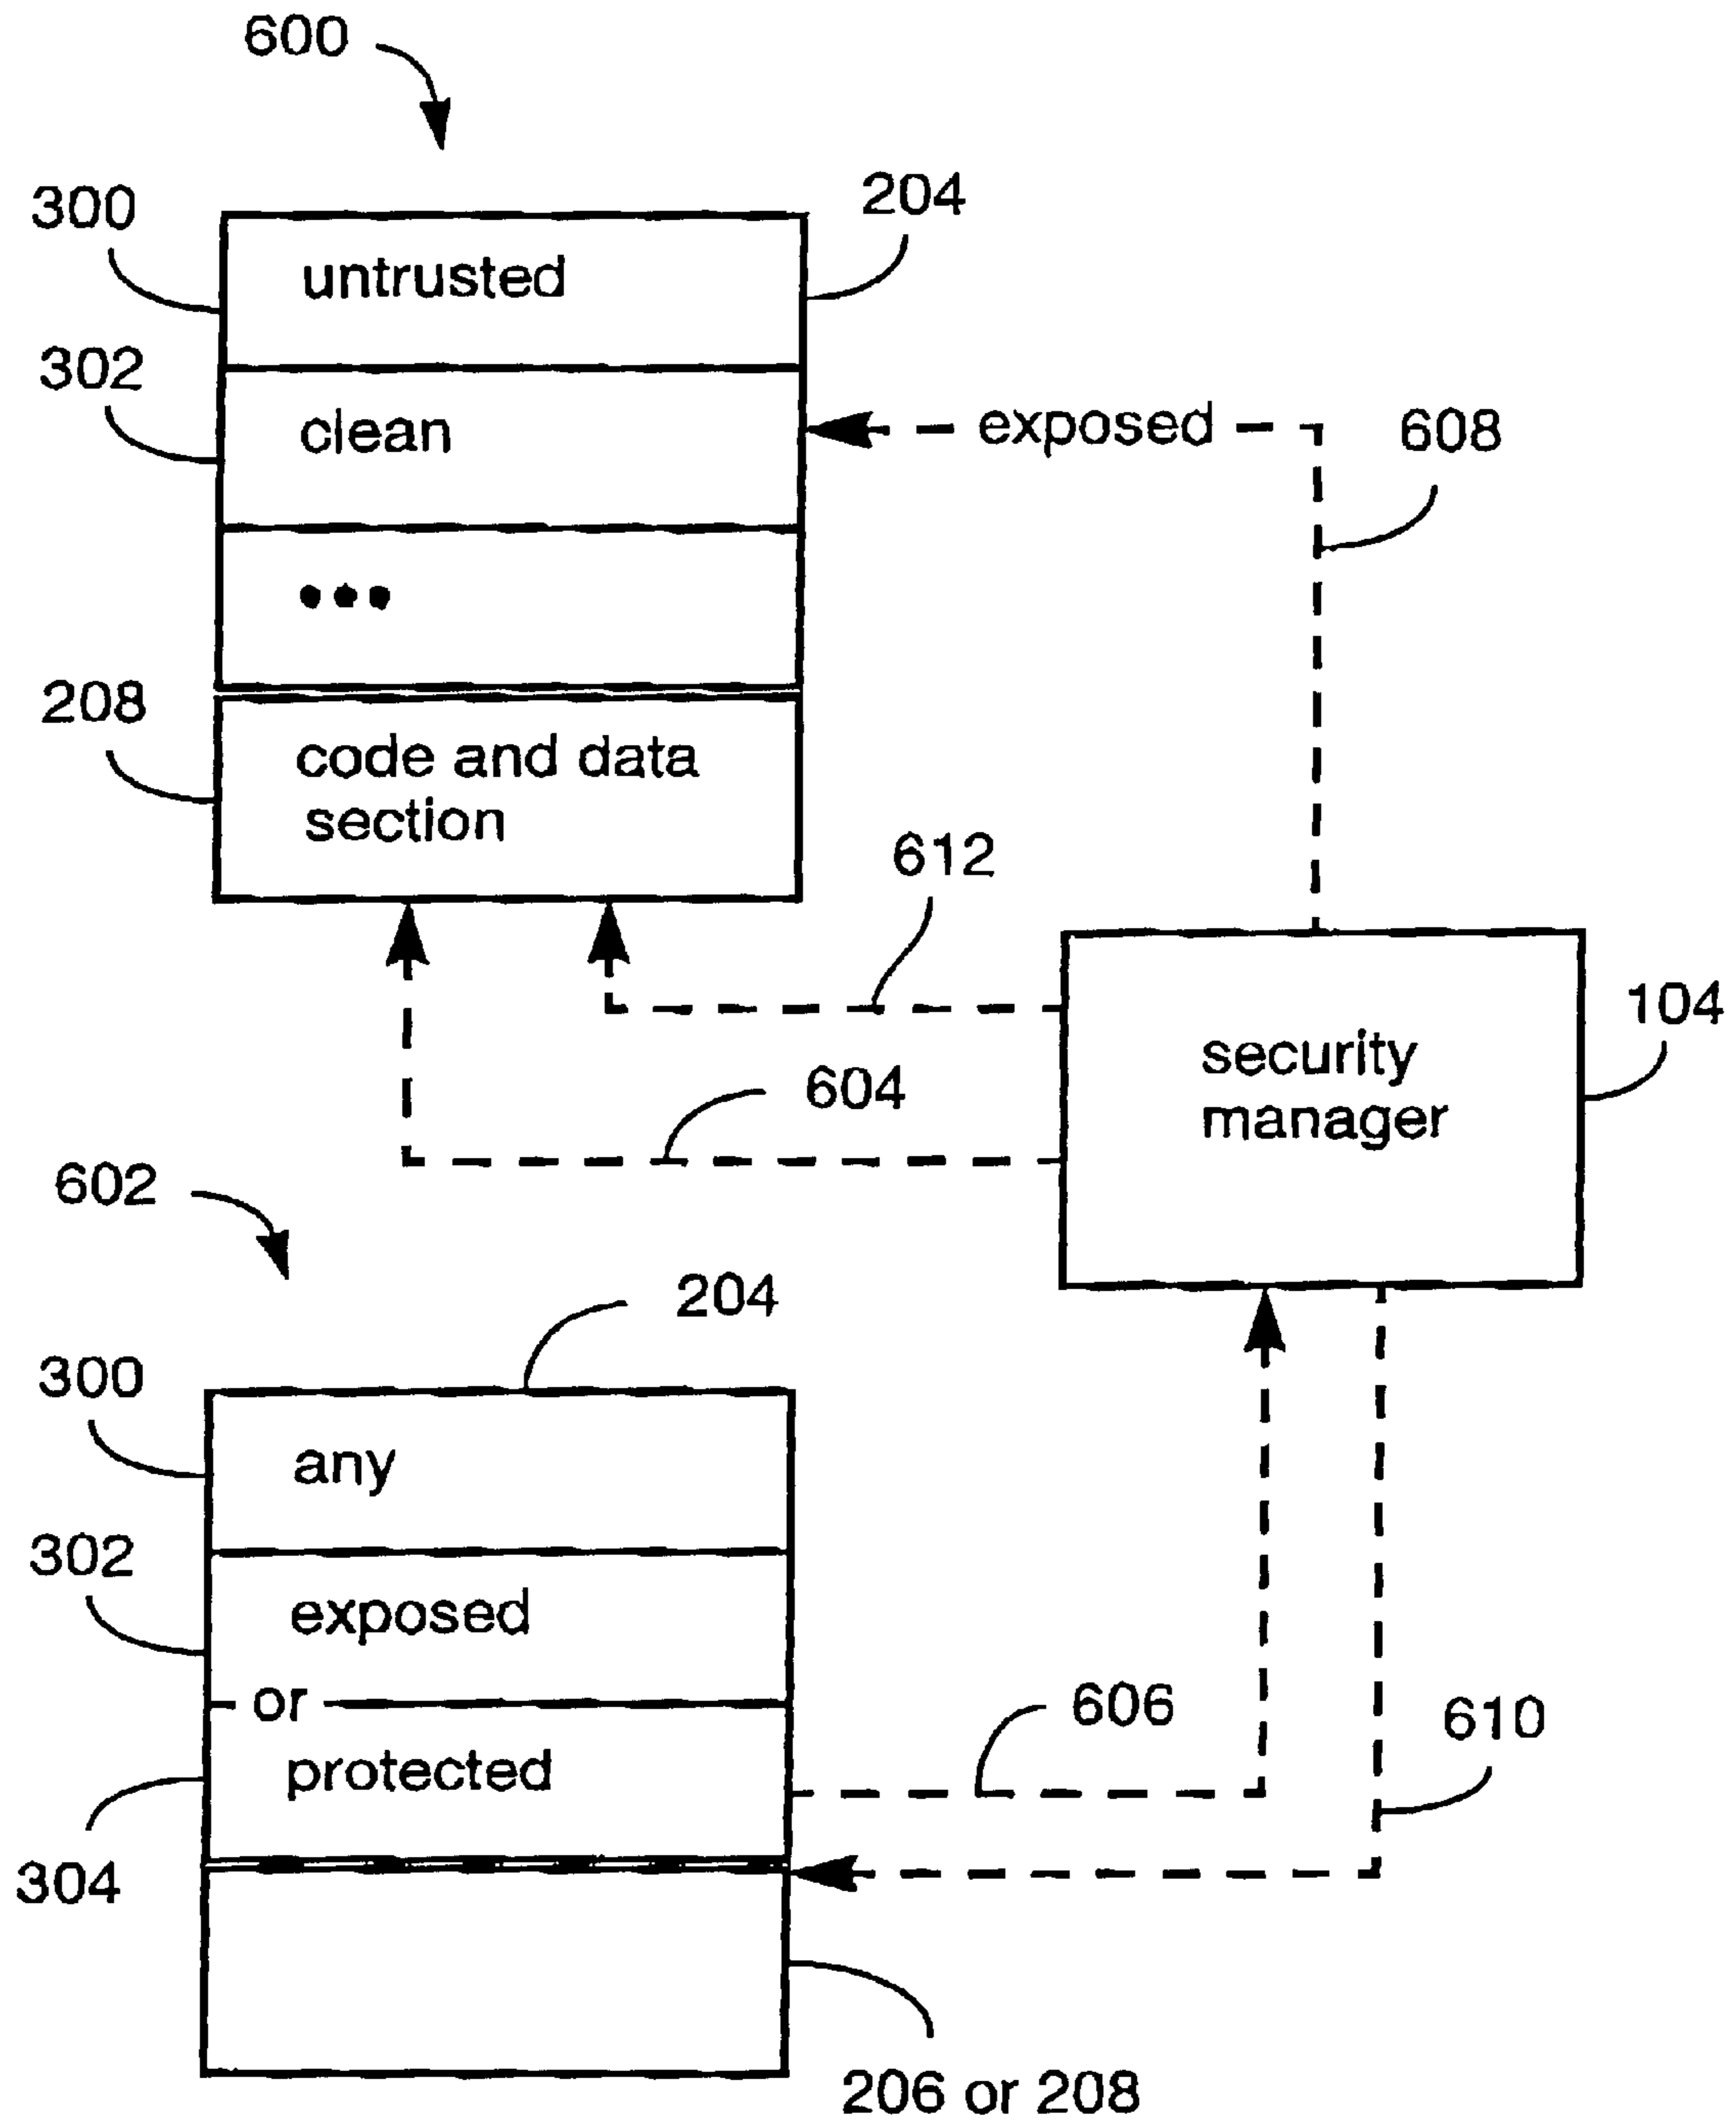 600
300
204
untrusted
302
clean
exposed
608
•••
208
code and data
section
612
104
security
manager
604
602
204
300
any
302
exposed
or
606
610
protected
304
206 or 208